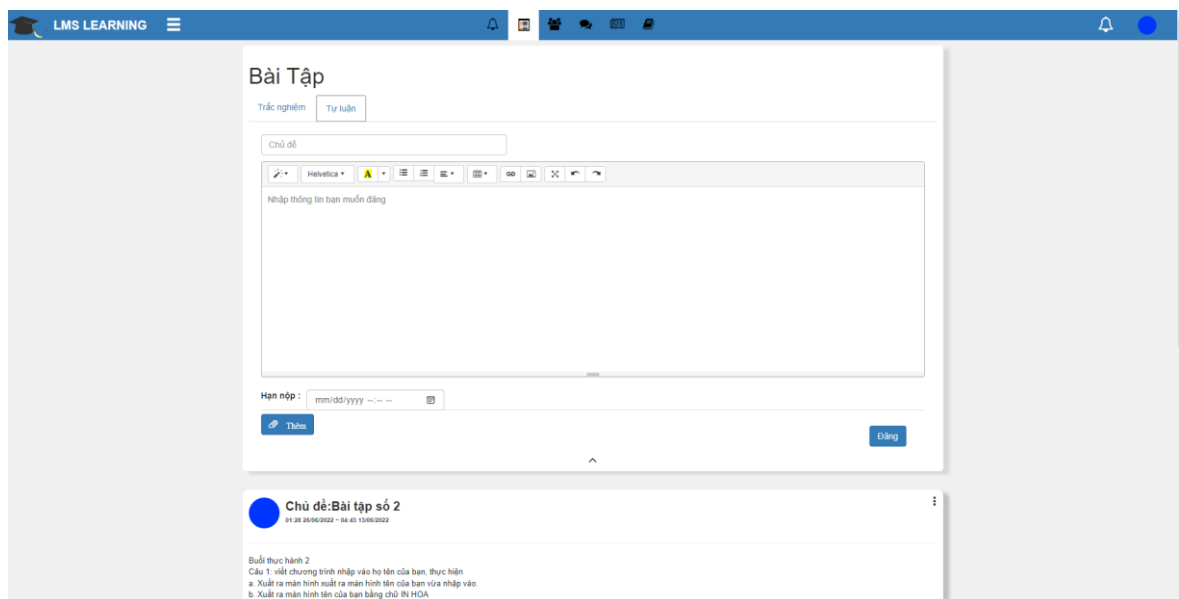 LMS LEARNING
Bài Tập
Trắc nghiệm Tự luận
Chủ đề
Helvetica A
Nhập thông tin bạn muốn đăng
Hạn nộp : mm/dd/yyyy --:-- --
Thêm
Đăng
Chủ đề:Bài tập số 2
01:28 26/06/2022 ~ 04:43 13/06/2022
Buổi thực hành 2
Câu 1: viết chương trình nhập vào họ tên của bạn, thực hiện
a. Xuất ra màn hình xuất ra màn hình tên của bạn vừa nhập vào.
b. Xuất ra màn hình tên của bạn bằng chữ IN HOA